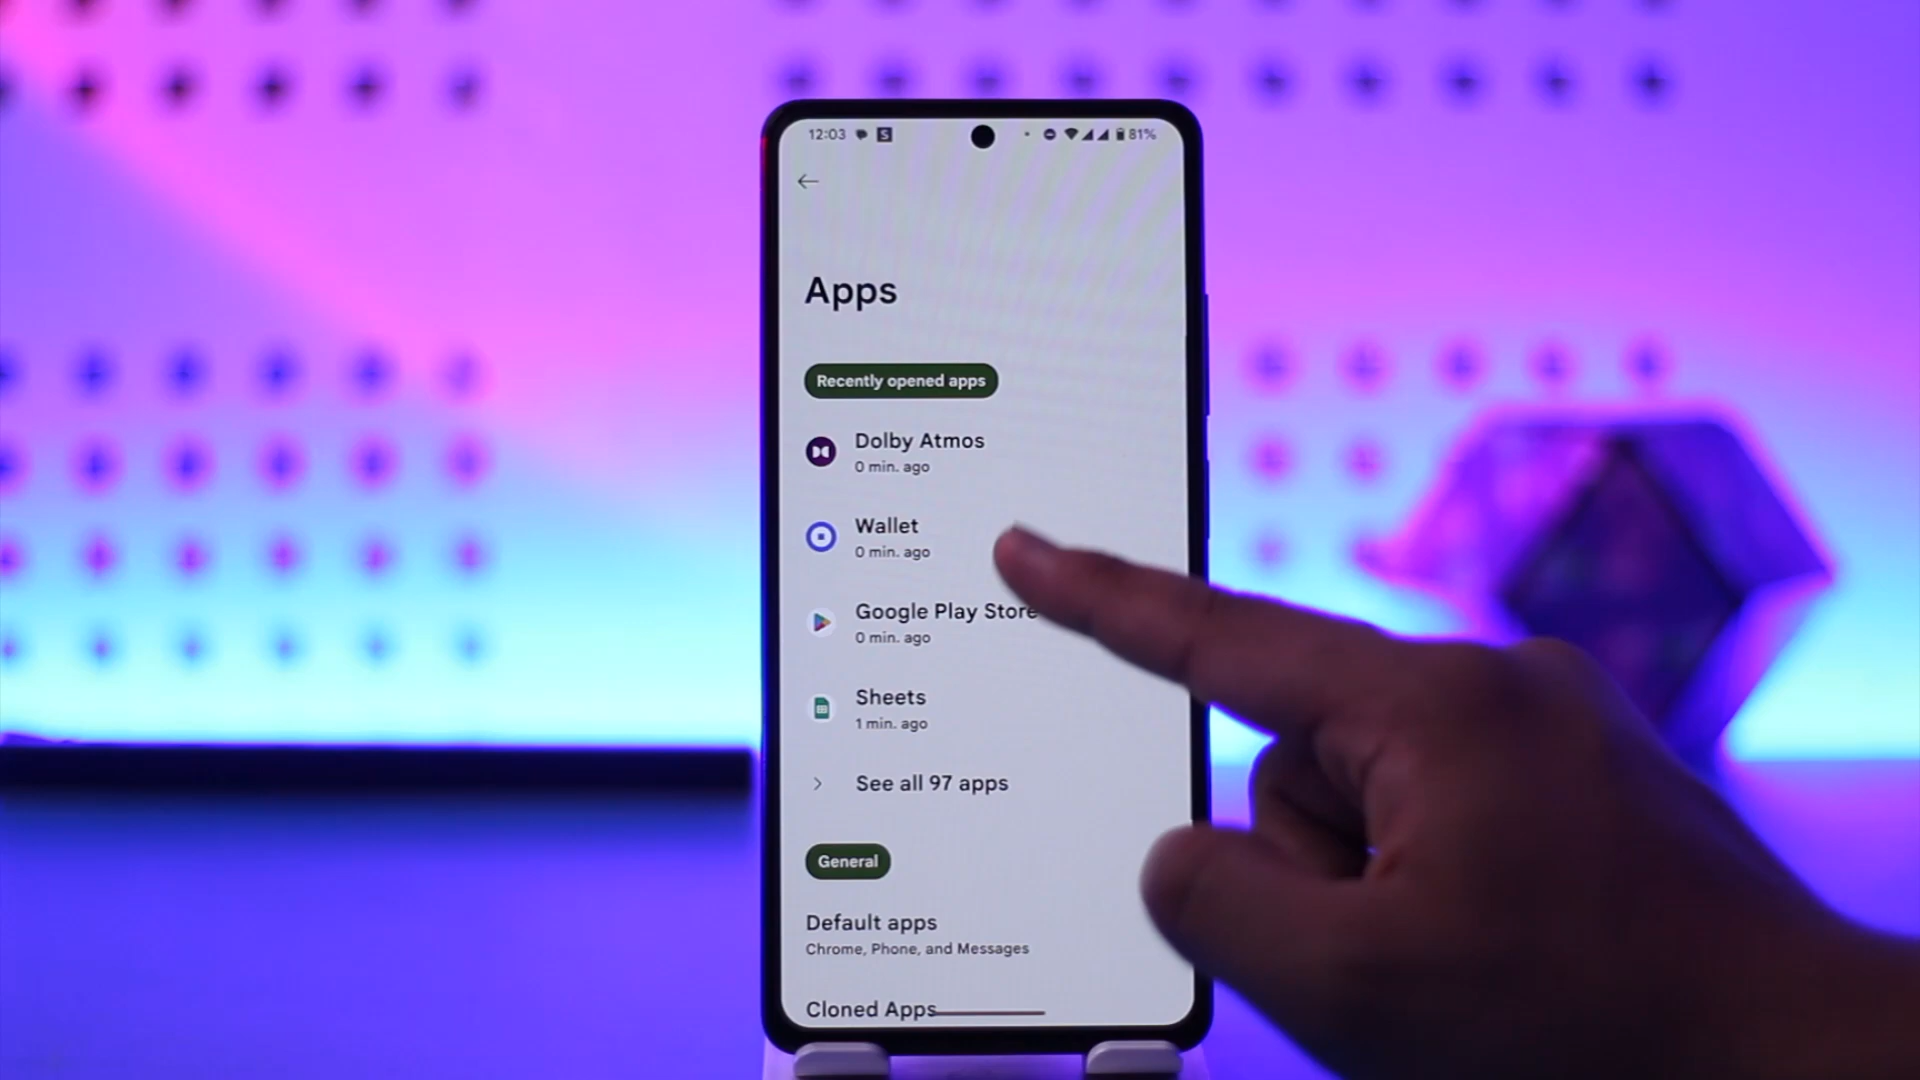 12:03 S 81%
Apps
Recently opened apps
Dolby Atmos
0 min. ago
Wallet
0 min. ago
Google Play Store
0 min. ago
Sheets
1 min. ago
See all 97 apps
General
Default apps
Chrome, Phone, and Messages
Cloned Apps